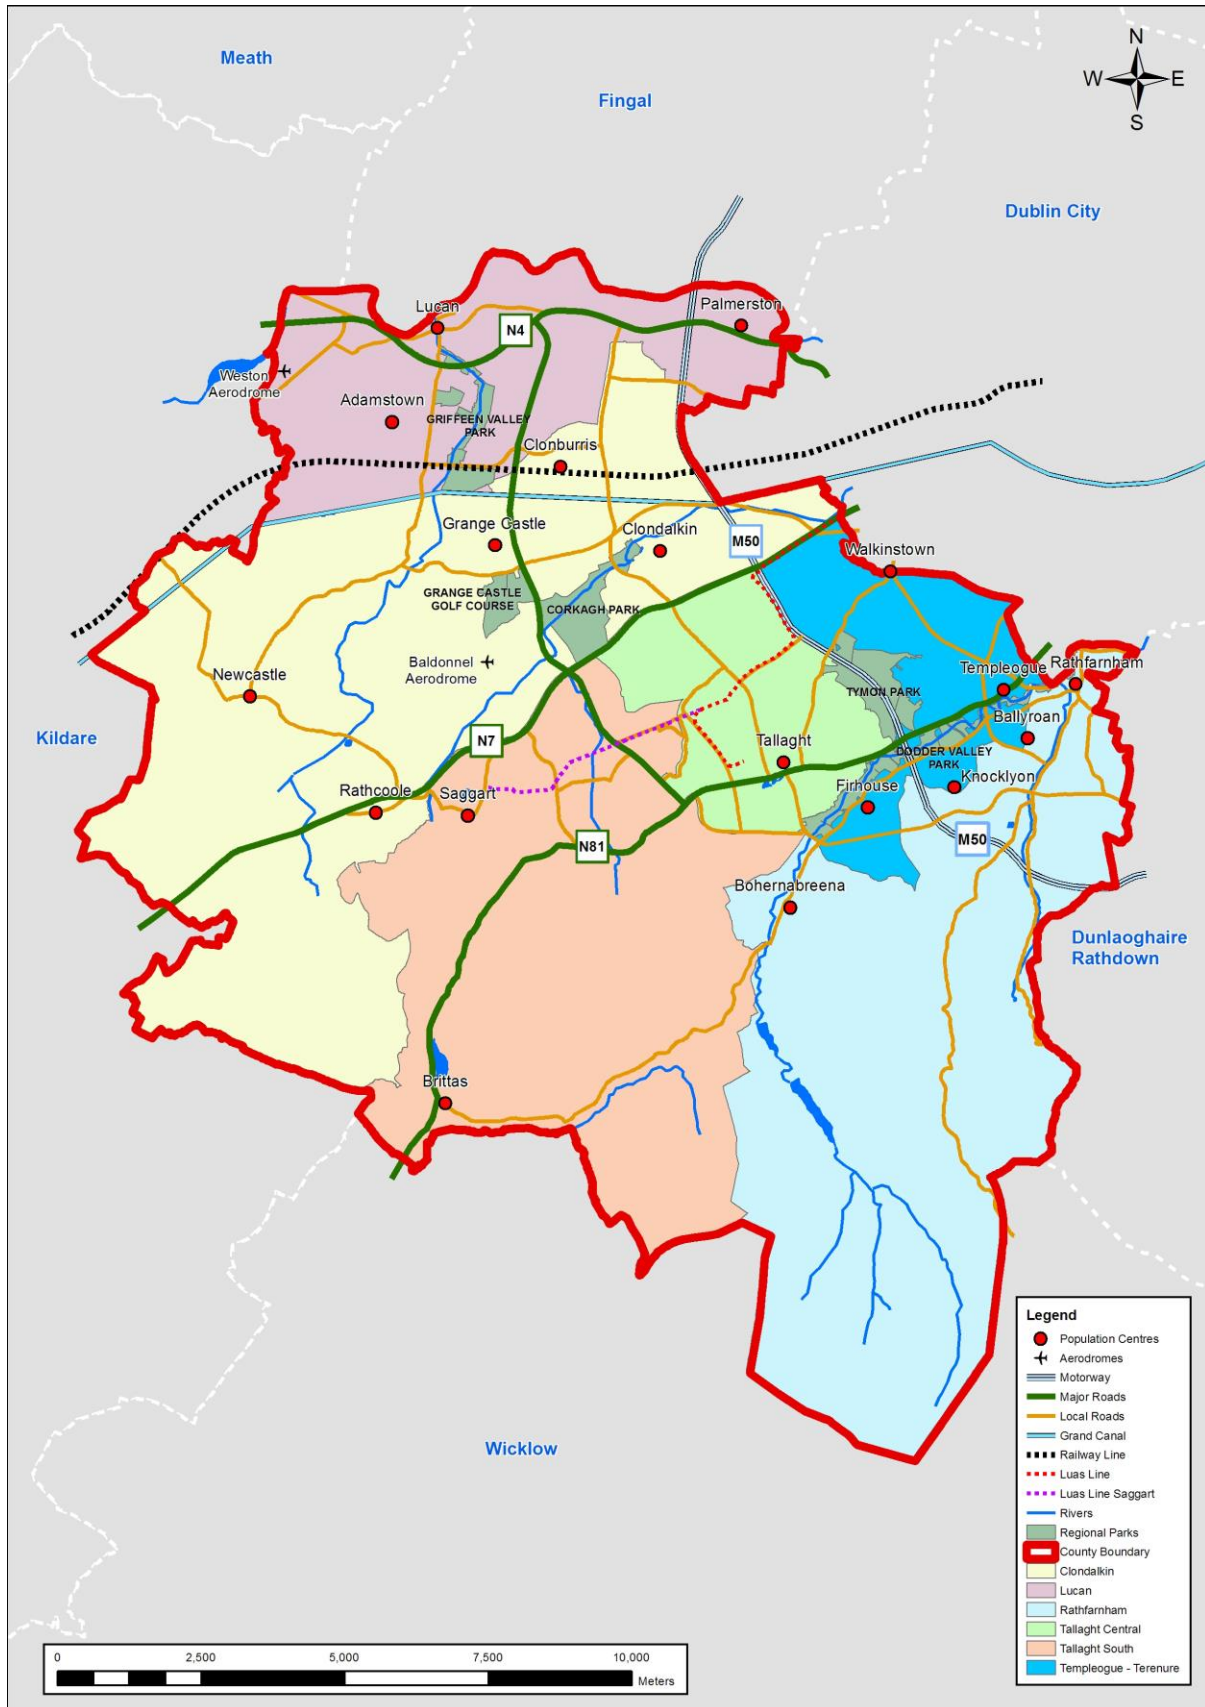 Meath
Fingal
N
W
E
S
Dublin City
Lucan
Palmerston
N4
Weston
Aerodrome
Adamstown
GRIFFEEN VALLEY
PARK
Clonburris
Grange Castle
Clondalkin
M50
Walkinstown
GRANGE CASTLE
GOLF COURSE
CORKAGH PARK
Baldonnel
Aerodrome
Newcastle
Templeogue
Rathfarnham
TYMON PARK
Ballyroan
Kildare
N7
Tallaght
DODDER VALLEY
PARK
Rathcoole
Saggart
Firhouse
Knocklyon
N81
M50
Bohernabreena
Dunlaoghaire
Rathdown
Brittas
Wicklow
Legend
Population Centres
Aerodromes
Motorway
Major Roads
Local Roads
Grand Canal
Railway Line
Luas Line
Luas Line Saggart
Rivers
Regional Parks
County Boundary
Clondalkin
Lucan
Rathfarnham
Tallaght Central
Tallaght South
Templeogue - Terenure
0 2,500 5,000 7,500 10,000
Meters